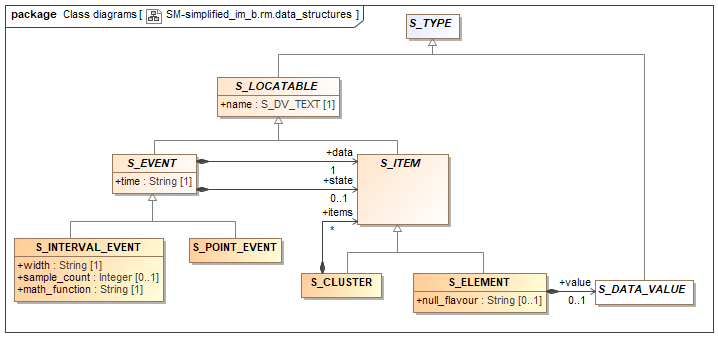 package Class diagrams [ SM-simplified_im_b.rm.data_structures ]
S_TYPE
S_LOCATABLE
+name : S_DV_TEXT [1]
S_EVENT
+time : String [1]
+data
1
+state
0..1
+items
*
S_ITEM
S_INTERVAL_EVENT
+width : String [1]
+sample_count : Integer [0..1]
+math_function : String [1]
S_POINT_EVENT
S_CLUSTER
S_ELEMENT
+null_flavour : String [0..1]
+value
0..1
S_DATA_VALUE